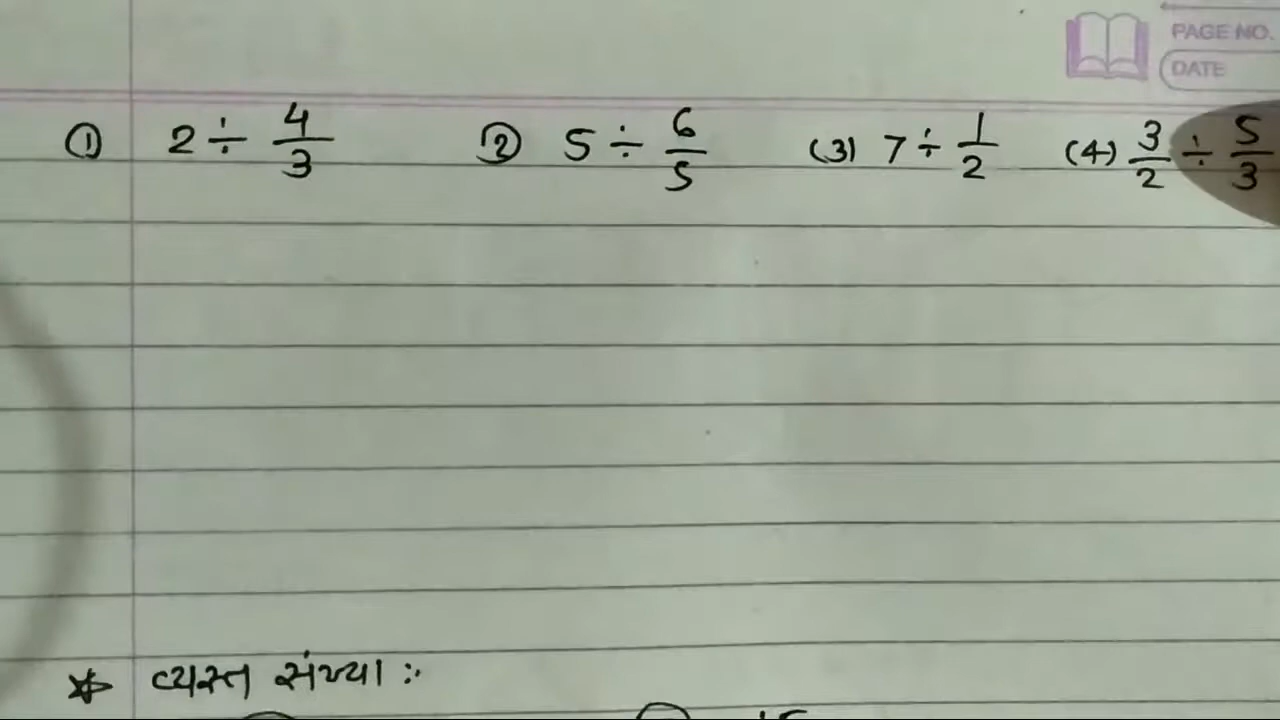 PAGE NO.
DATE
① 2 ÷ 4/3 ② 5 ÷ 6/5 (3) 7 ÷ 1/2 (4) 3/2 ÷ 5/3
* વ્યસ્ત સંખ્યા :-